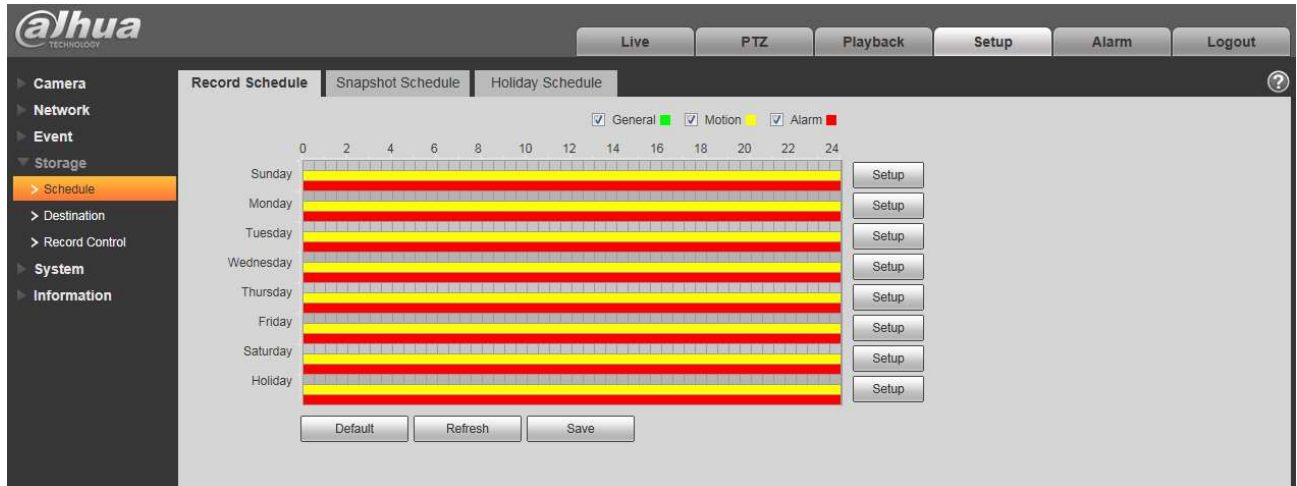 alhua
TECHNOLOGY
Live PTZ Playback Setup Alarm Logout
Camera
Network
Event
Storage
> Schedule
> Destination
> Record Control
System
Information
Record Schedule Snapshot Schedule Holiday Schedule ?
General Motion Alarm
0 2 4 6 8 10 12 14 16 18 20 22 24
Sunday Setup
Monday Setup
Tuesday Setup
Wednesday Setup
Thursday Setup
Friday Setup
Saturday Setup
Holiday Setup
Default Refresh Save